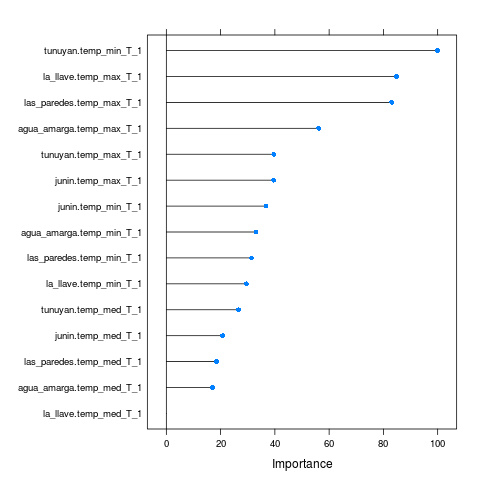 tunuyan.temp_min_T_1
la_llave.temp_max_T_1
las_paredes.temp_max_T_1
agua_amarga.temp_max_T_1
tunuyan.temp_max_T_1
junin.temp_max_T_1
junin.temp_min_T_1
agua_amarga.temp_min_T_1
las_paredes.temp_min_T_1
la_llave.temp_min_T_1
tunuyan.temp_med_T_1
junin.temp_med_T_1
las_paredes.temp_med_T_1
agua_amarga.temp_med_T_1
la_llave.temp_med_T_1
0 20 40 60 80 100
Importance